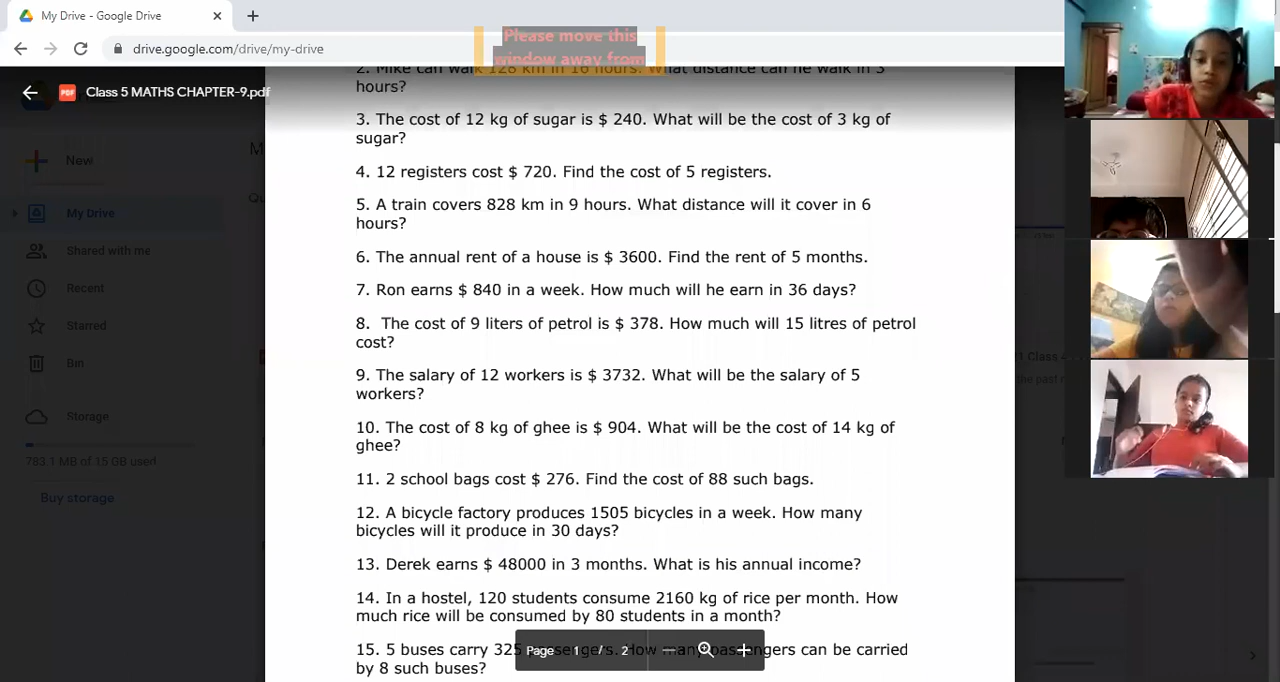 My Drive - Google Drive
drive.google.com/drive/my-drive
Please move this
window away from
Class 5 MATHS CHAPTER-9.pdf
New
My Drive
Shared with me
Recent
Starred
Bin
Storage
783.1 MB of 15 GB used
Buy storage
2. Mike can walk 128 km in 16 hours. What distance can he walk in 3
hours?
3. The cost of 12 kg of sugar is $ 240. What will be the cost of 3 kg of
sugar?
4. 12 registers cost $ 720. Find the cost of 5 registers.
5. A train covers 828 km in 9 hours. What distance will it cover in 6
hours?
6. The annual rent of a house is $ 3600. Find the rent of 5 months.
7. Ron earns $ 840 in a week. How much will he earn in 36 days?
8. The cost of 9 liters of petrol is $ 378. How much will 15 litres of petrol
cost?
9. The salary of 12 workers is $ 3732. What will be the salary of 5
workers?
10. The cost of 8 kg of ghee is $ 904. What will be the cost of 14 kg of
ghee?
11. 2 school bags cost $ 276. Find the cost of 88 such bags.
12. A bicycle factory produces 1505 bicycles in a week. How many
bicycles will it produce in 30 days?
13. Derek earns $ 48000 in 3 months. What is his annual income?
14. In a hostel, 120 students consume 2160 kg of rice per month. How
much rice will be consumed by 80 students in a month?
15. 5 buses carry 325 passengers. How many passengers can be carried
by 8 such buses?
Page 1 / 2